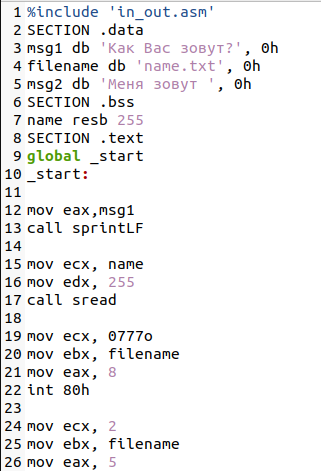 1 %include 'in_out.asm'
2 SECTION .data
3 msg1 db 'Как Вас зовут?', 0h
4 filename db 'name.txt', 0h
5 msg2 db 'Меня зовут ', 0h
6 SECTION .bss
7 name resb 255
8 SECTION .text
9 global _start
10 _start:
11
12 mov eax,msg1
13 call sprintLF
14
15 mov ecx, name
16 mov edx, 255
17 call sread
18
19 mov ecx, 0777o
20 mov ebx, filename
21 mov eax, 8
22 int 80h
23
24 mov ecx, 2
25 mov ebx, filename
26 mov eax, 5